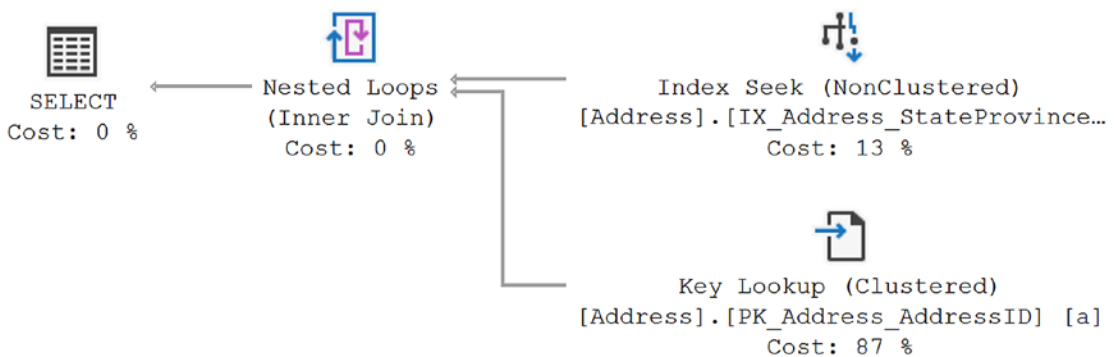 SELECT
Cost: 0 %
Nested Loops
(Inner Join)
Cost: 0 %
Index Seek (NonClustered)
[Address].[IX_Address_StateProvince…
Cost: 13 %
Key Lookup (Clustered)
[Address].[PK_Address_AddressID] [a]
Cost: 87 %